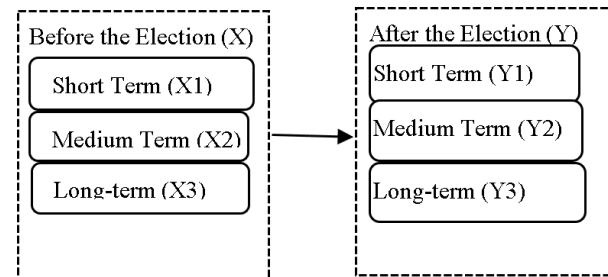 Before the Election (X)
Short Term (X1)
Medium Term (X2)
Long-term (X3)
After the Election (Y)
Short Term (Y1)
Medium Term (Y2)
Long-term (Y3)